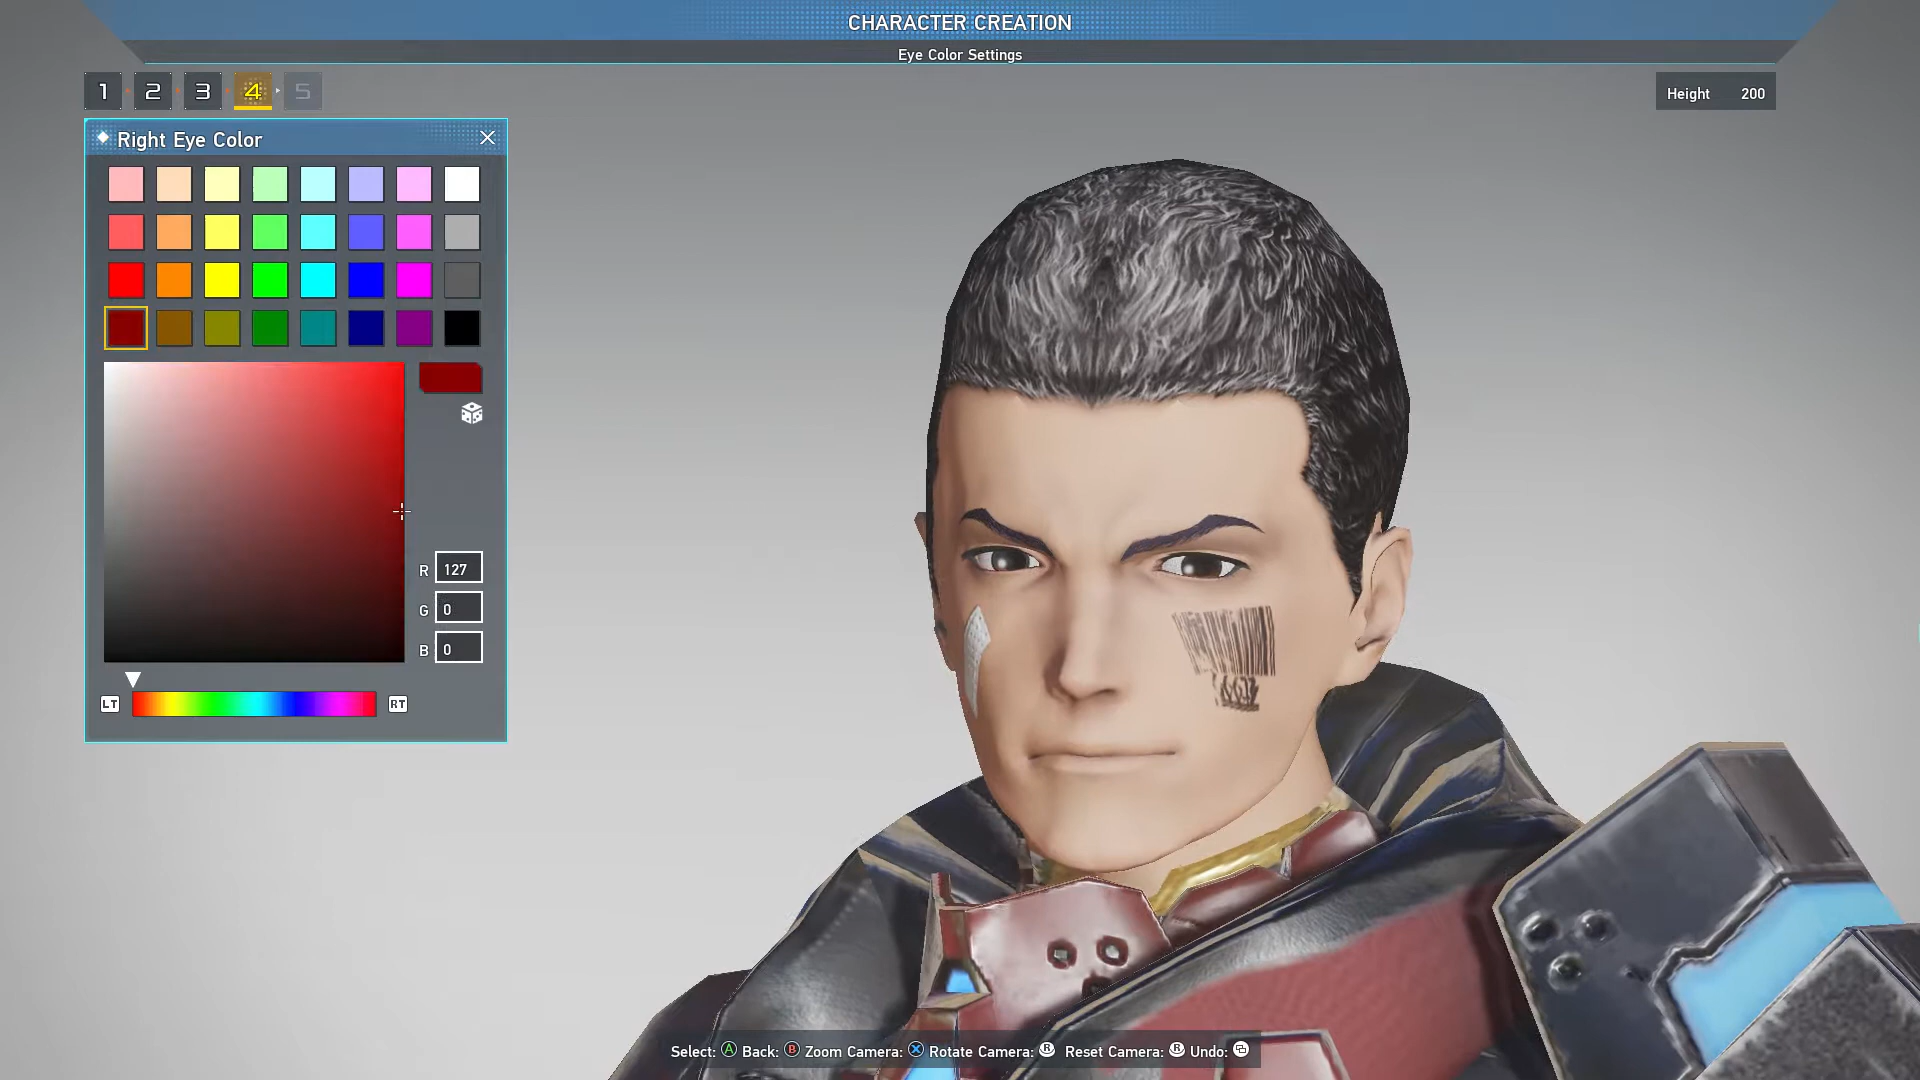 CHARACTER CREATION
Eye Color Settings
1 2 3 4 5
Height 200
Right Eye Color
R 127
G 0
B 0
LT RT
Select: A Back: B Zoom Camera: X Rotate Camera: R Reset Camera: R Undo: